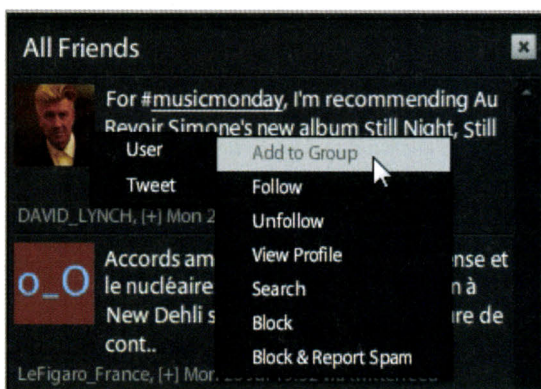 All Friends
For #musicmonday, I'm recommending Au
Revoir Simone's new album Still Night, Still
User
Tweet
Add to Group
Follow
Unfollow
View Profile
Search
Block
Block & Report Spam
DAVID_LYNCH, [+] Mon 2
o_O
Accords am nse et
le nucléaire n à
New Dehli s re de
cont..
LeFigaro_France, [+] Mon